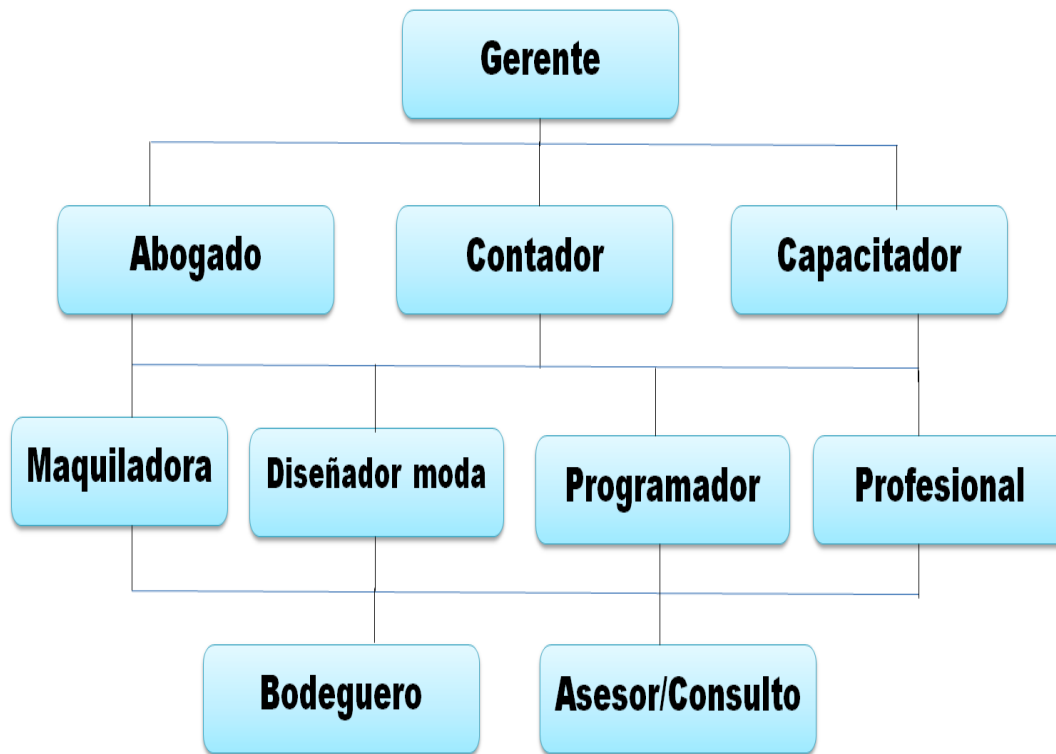 Gerente
Abogado
Contador
Capacitador
Maquiladora
Diseñador moda
Programador
Profesional
Bodeguero
Asesor/Consulto